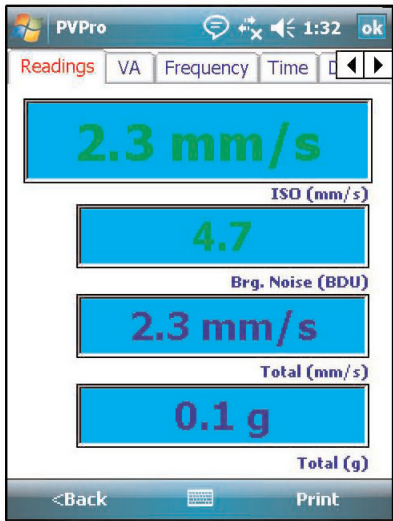 PVPro 1:32 ok
Readings VA Frequency Time
2.3 mm/s
ISO (mm/s)
4.7
Brg. Noise (BDU)
2.3 mm/s
Total (mm/s)
0.1 g
Total (g)
<Back Print